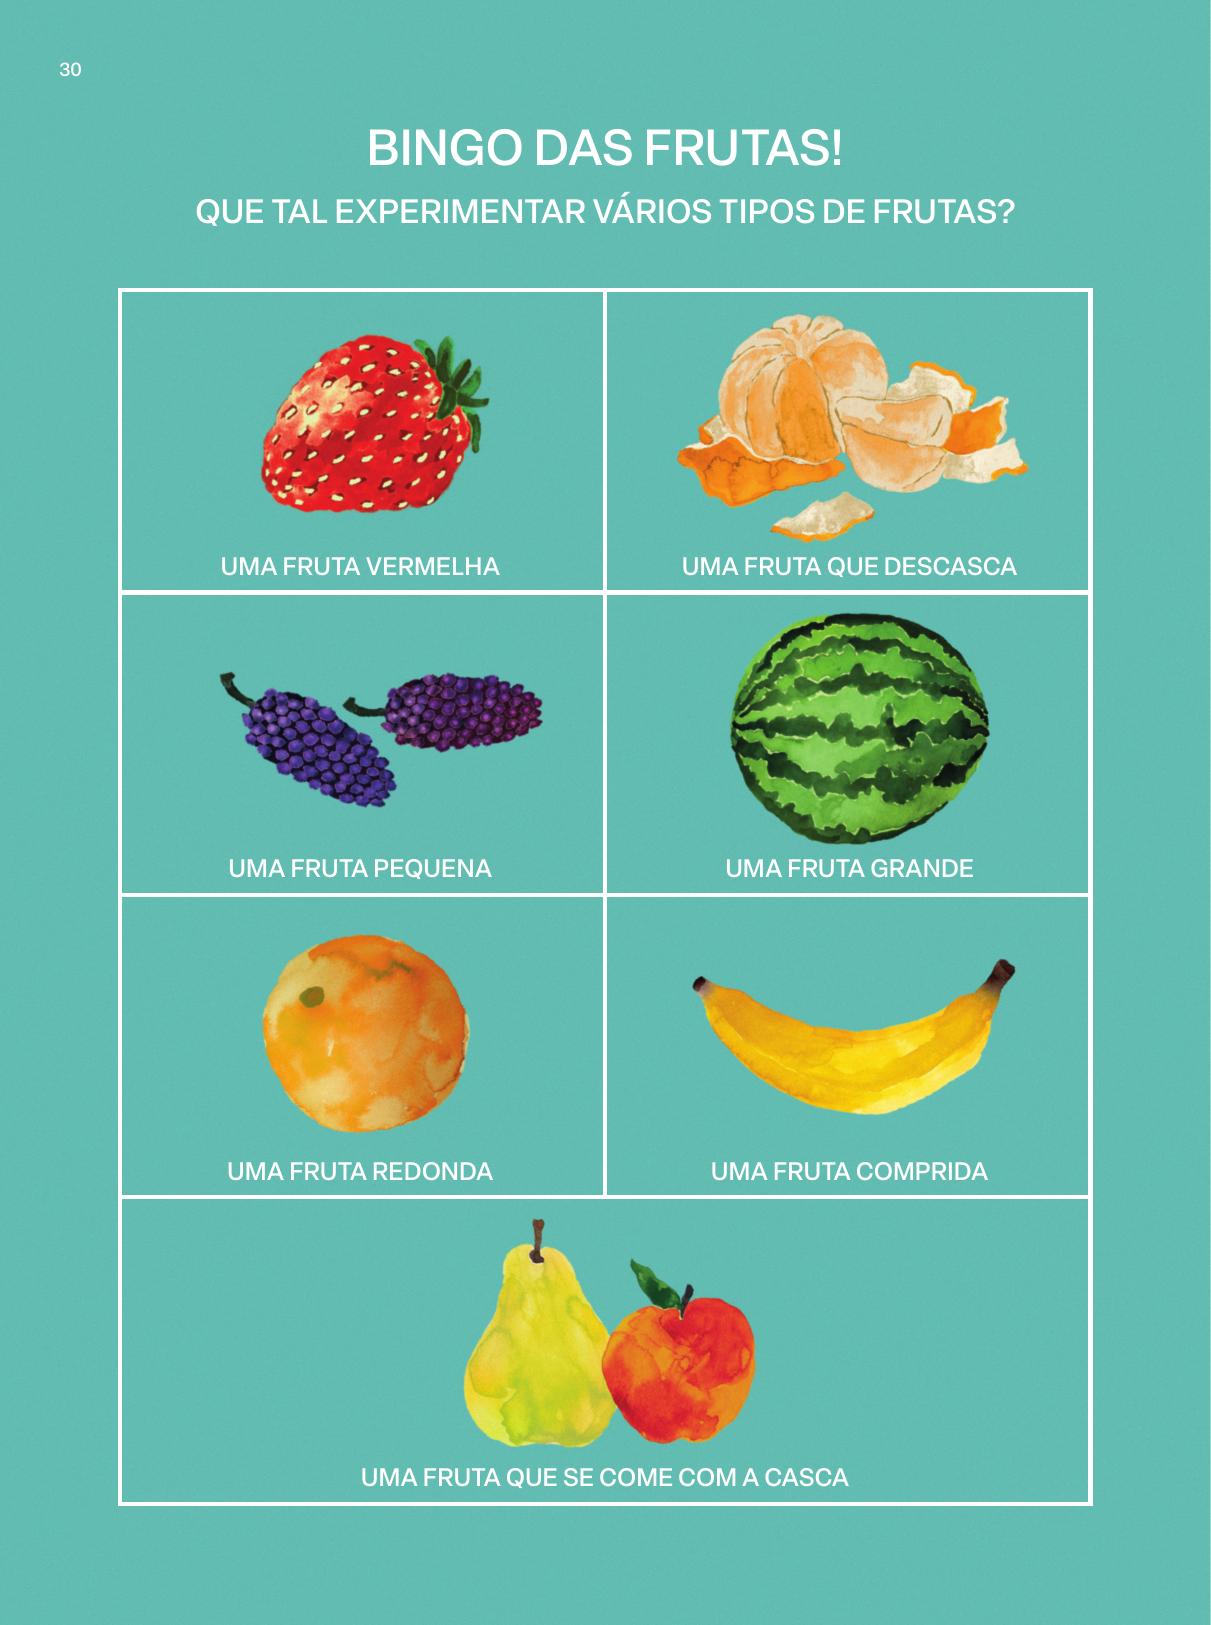 30
BINGO DAS FRUTAS!
QUE TAL EXPERIMENTAR VÁRIOS TIPOS DE FRUTAS?
UMA FRUTA VERMELHA
UMA FRUTA QUE DESCASCA
UMA FRUTA PEQUENA
UMA FRUTA GRANDE
UMA FRUTA REDONDA
UMA FRUTA COMPRIDA
UMA FRUTA QUE SE COME COM A CASCA